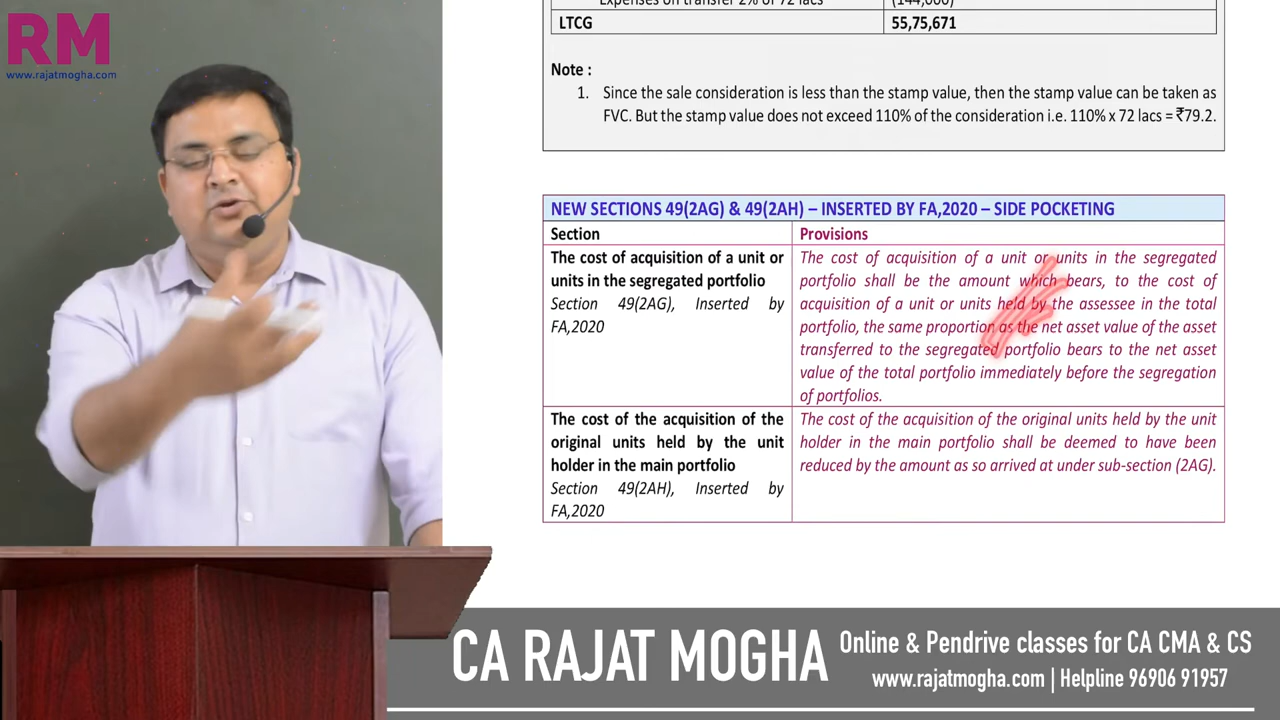 RM
www.rajatmogha.com
Expenses on transfer 2% of 72 lacs (144,000)
LTCG 55,75,671
Note :
1. Since the sale consideration is less than the stamp value, then the stamp value can be taken as
FVC. But the stamp value does not exceed 110% of the consideration i.e. 110% x 72 lacs = ₹79.2.
NEW SECTIONS 49(2AG) & 49(2AH) – INSERTED BY FA,2020 – SIDE POCKETING
Section Provisions
The cost of acquisition of a unit or
units in the segregated portfolio
Section 49(2AG), Inserted by
FA,2020
The cost of acquisition of a unit or units in the segregated
portfolio shall be the amount which bears, to the cost of
acquisition of a unit or units held by the assessee in the total
portfolio, the same proportion as the net asset value of the asset
transferred to the segregated portfolio bears to the net asset
value of the total portfolio immediately before the segregation
of portfolios.
The cost of the acquisition of the
original units held by the unit
holder in the main portfolio
Section 49(2AH), Inserted by
FA,2020
The cost of the acquisition of the original units held by the unit
holder in the main portfolio shall be deemed to have been
reduced by the amount as so arrived at under sub-section (2AG).
CA RAJAT MOGHA
Online & Pendrive classes for CA CMA & CS
www.rajatmogha.com | Helpline 96906 91957